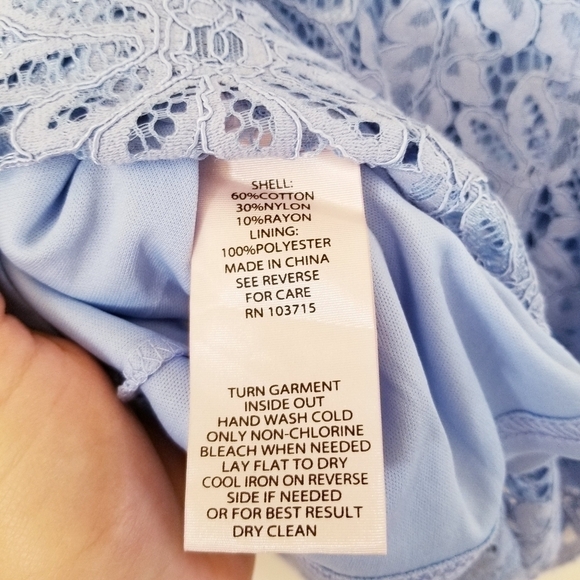 SHELL:
60%COTTON
30%NYLON
10%RAYON
LINING:
100%POLYESTER
MADE IN CHINA
SEE REVERSE
FOR CARE
RN 103715
TURN GARMENT
INSIDE OUT
HAND WASH COLD
ONLY NON-CHLORINE
BLEACH WHEN NEEDED
LAY FLAT TO DRY
COOL IRON ON REVERSE
SIDE IF NEEDED
OR FOR BEST RESULT
DRY CLEAN